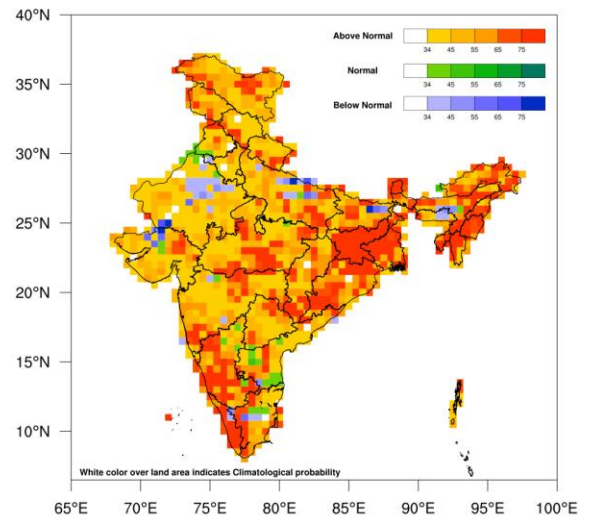 40°N
35°N
30°N
25°N
20°N
15°N
10°N
65°E 70°E 75°E 80°E 85°E 90°E 95°E 100°E
Above Normal
34 45 55 65 75
Normal
34 45 55 65 75
Below Normal
34 45 55 65 75
White color over land area indicates Climatological probability